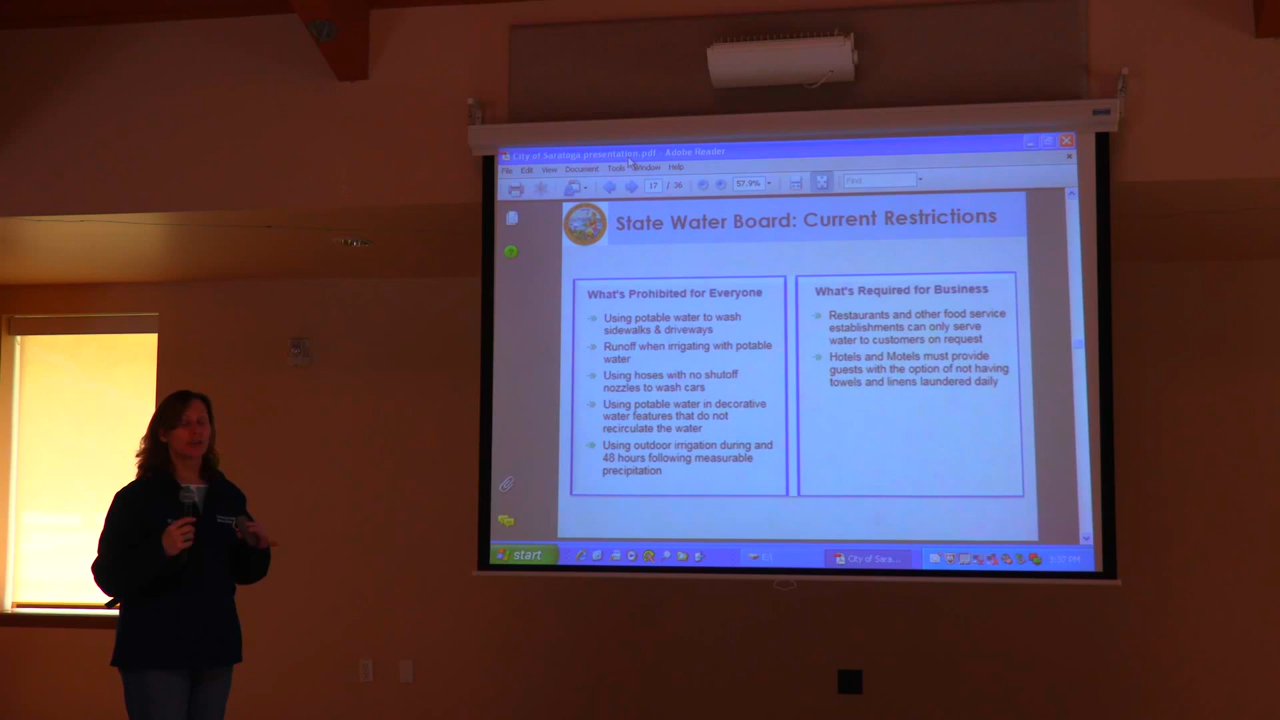 City of Saratoga presentation.pdf - Adobe Reader
File Edit View Document Tools Window Help
17 / 36 57.9% Find
State Water Board: Current Restrictions
What's Prohibited for Everyone
Using potable water to wash
sidewalks & driveways
Runoff when irrigating with potable
water
Using hoses with no shutoff
nozzles to wash cars
Using potable water in decorative
water features that do not
recirculate the water
Using outdoor irrigation during and
48 hours following measurable
precipitation
What's Required for Business
Restaurants and other food service
establishments can only serve
water to customers on request
Hotels and Motels must provide
guests with the option of not having
towels and linens laundered daily
start City of Sara...